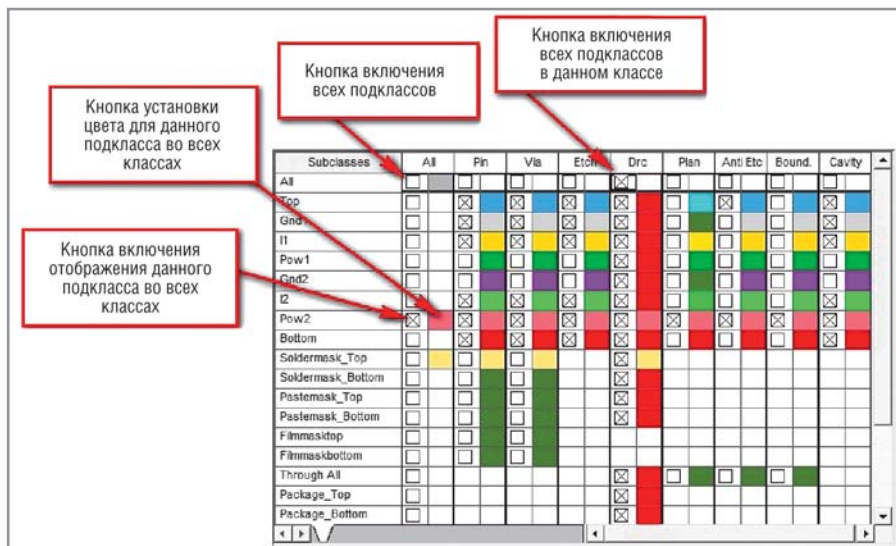 Кнопка включения
всех подклассов
в данном классе
Кнопка включения
всех подклассов
Кнопка установки
цвета для данного
подкласса во всех
классах
Кнопка включения
отображения данного
подкласса во всех
классах
Subclasses All Pin Via Etch Drc Plan Anti Etc Bound. Cavity
All
Top
Gnd1
I1
Pow1
Gnd2
I2
Pow2
Bottom
Soldermask_Top
Soldermask_Bottom
Pastemask_Top
Pastemask_Bottom
Filmmasktop
Filmmaskbottom
Through All
Package_Top
Package_Bottom